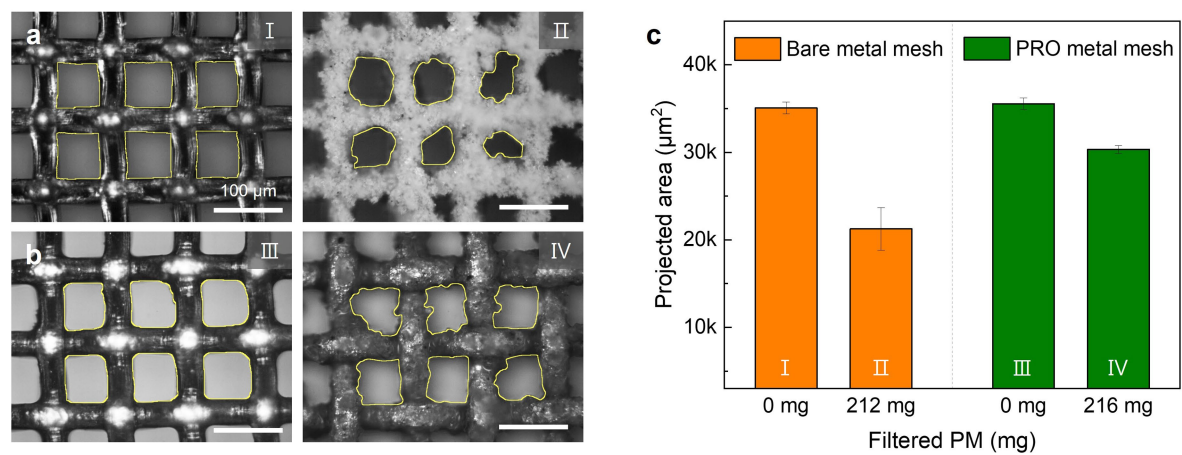 a
I
II
100 μm
b
III
IV
c
Bare metal mesh
PRO metal mesh
Projected area (μm²)
40k
30k
20k
10k
I
II
III
IV
0 mg
212 mg
0 mg
216 mg
Filtered PM (mg)